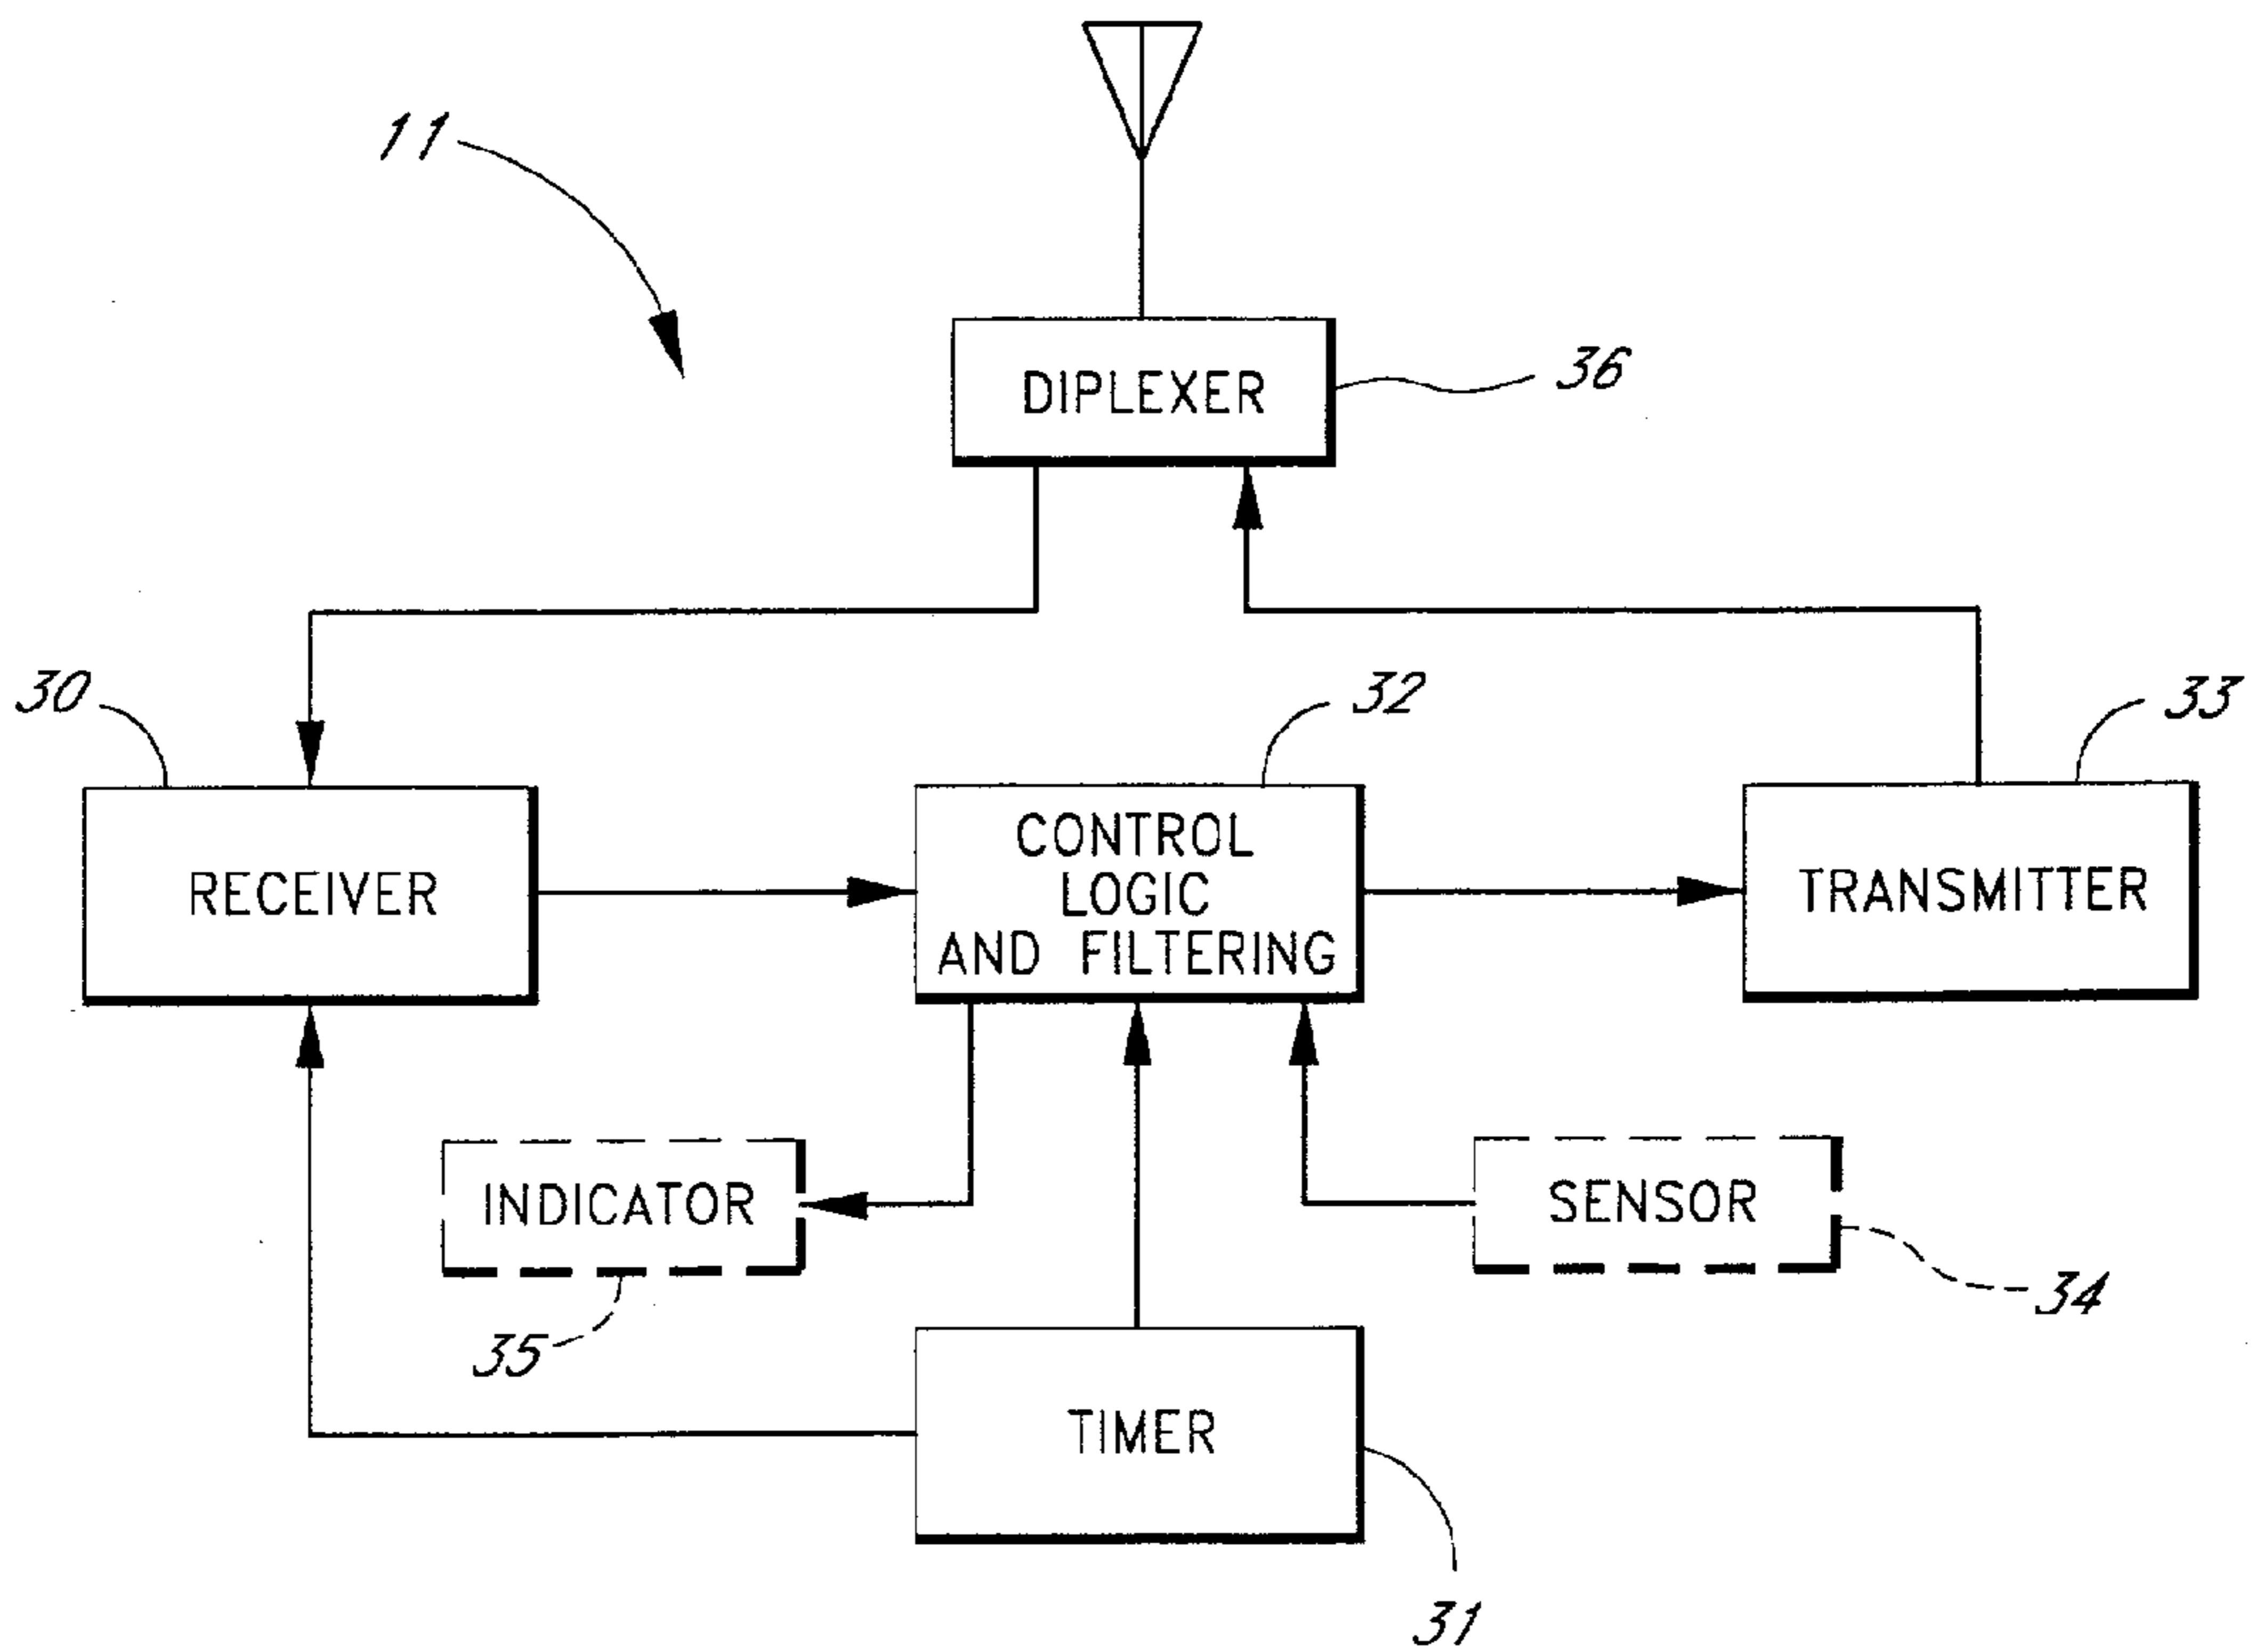 11
DIPLEXER
36
30
32
33
RECEIVER
CONTROL
LOGIC
AND FILTERING
TRANSMITTER
INDICATOR
SENSOR
35
34
TIMER
31